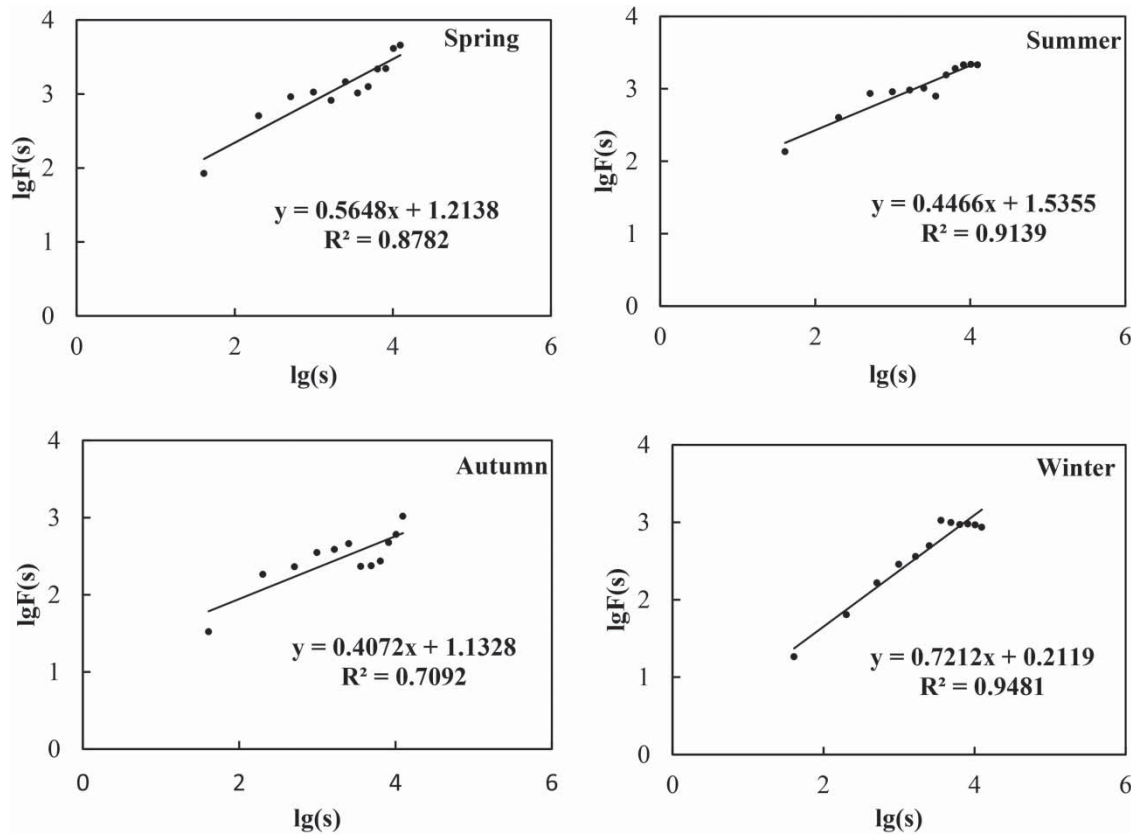 Spring
4
3
2
1
0
lgF(s)
y = 0.5648x + 1.2138
R² = 0.8782
0 2 4 6
lg(s)
Summer
4
3
2
1
0
lgF(s)
y = 0.4466x + 1.5355
R² = 0.9139
0 2 4 6
lg(s)
Autumn
4
3
2
1
0
lgF(s)
y = 0.4072x + 1.1328
R² = 0.7092
0 2 4 6
lg(s)
Winter
4
3
2
1
0
lgF(s)
y = 0.7212x + 0.2119
R² = 0.9481
0 2 4 6
lg(s)